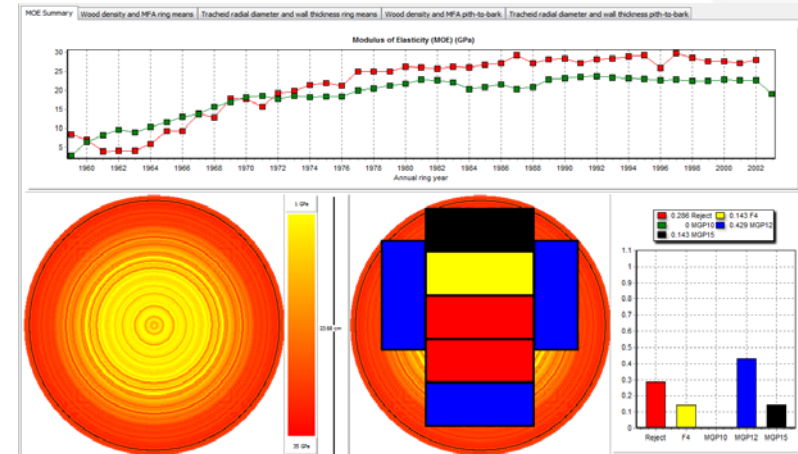 MOE Summary Wood density and MFA ring means Tracheid radial diameter and wall thickness ring means Wood density and MFA pith-to-bark Tracheid radial diameter and wall thickness pith-to-bark
Modulus of Elasticity (MOE) (GPa)
30
25
20
15
10
5
1960 1962 1964 1966 1968 1970 1972 1974 1976 1978 1980 1982 1984 1986 1988 1990 1992 1994 1996 1998 2000 2002
Annual ring year
1 GPa
23.68 cm
35 GPa
0.286 Reject 0.143 F4
0 MGP10 0.429 MGP12
0.143 MGP15
1.1
1
0.9
0.8
0.7
0.6
0.5
0.4
0.3
0.2
0.1
0
Reject F4 MGP10 MGP12 MGP15